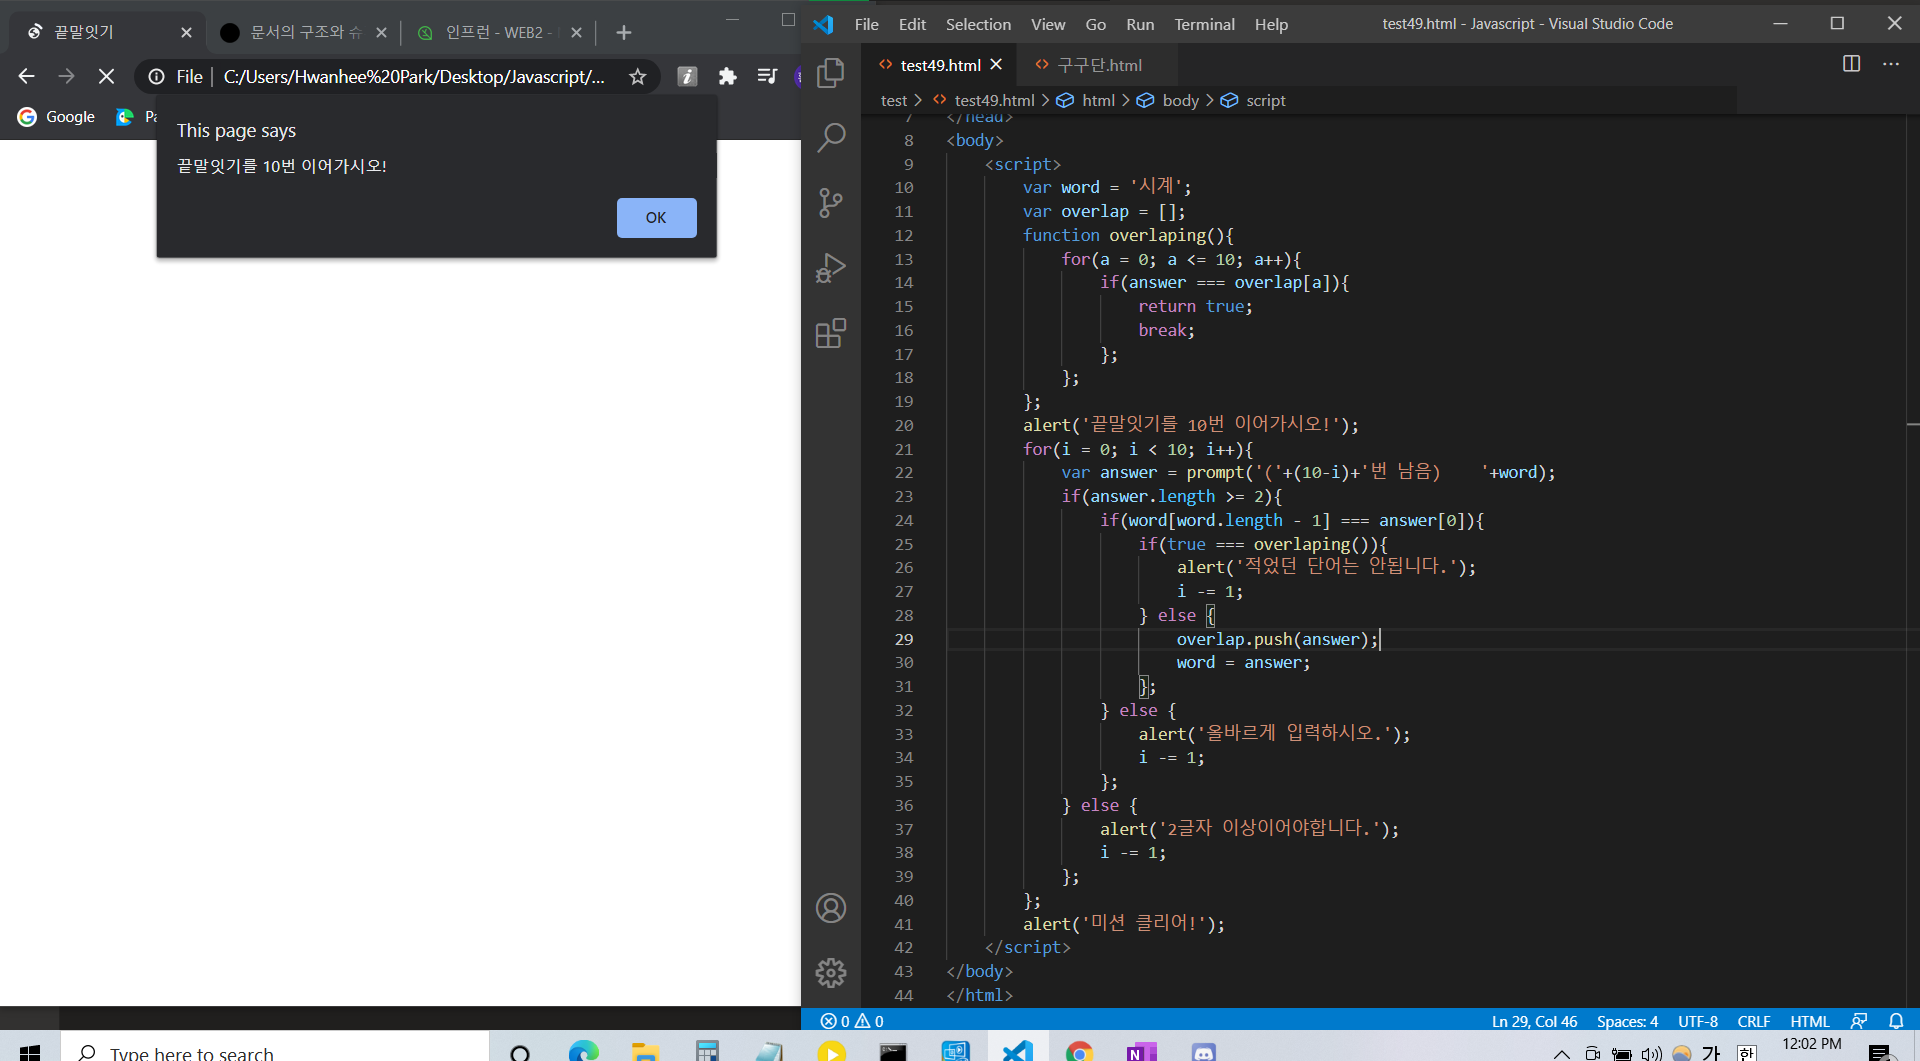 끝말잇기
문서의 구조와 슈
인프런 - WEB2 -
File
C:/Users/Hwanhee%20Park/Desktop/Javascript/...
Google
This page says
끝말잇기를 10번 이어가시오!
OK
File Edit Selection View Go Run Terminal Help
test49.html - Javascript - Visual Studio Code
test49.html
구구단.html
test > test49.html > html > body > script
7 </head>
8 <body>
9 <script>
10 var word = '시계';
11 var overlap = [];
12 function overlaping(){
13 for(a = 0; a <= 10; a++){
14 if(answer === overlap[a]){
15 return true;
16 break;
17 };
18 };
19 };
20 alert('끝말잇기를 10번 이어가시오!');
21 for(i = 0; i < 10; i++){
22 var answer = prompt('('+(10-i)+'번 남음)    '+word);
23 if(answer.length >= 2){
24 if(word[word.length - 1] === answer[0]){
25 if(true === overlaping()){
26 alert('적었던 단어는 안됩니다.');
27 i -= 1;
28 } else {
29 overlap.push(answer);
30 word = answer;
31 };
32 } else {
33 alert('올바르게 입력하시오.');
34 i -= 1;
35 };
36 } else {
37 alert('2글자 이상이어야합니다.');
38 i -= 1;
39 };
40 };
41 alert('미션 클리어!');
42 </script>
43 </body>
44 </html>
0 0
Ln 29, Col 46 Spaces: 4 UTF-8 CRLF HTML
Type here to search
가 한 12:02 PM